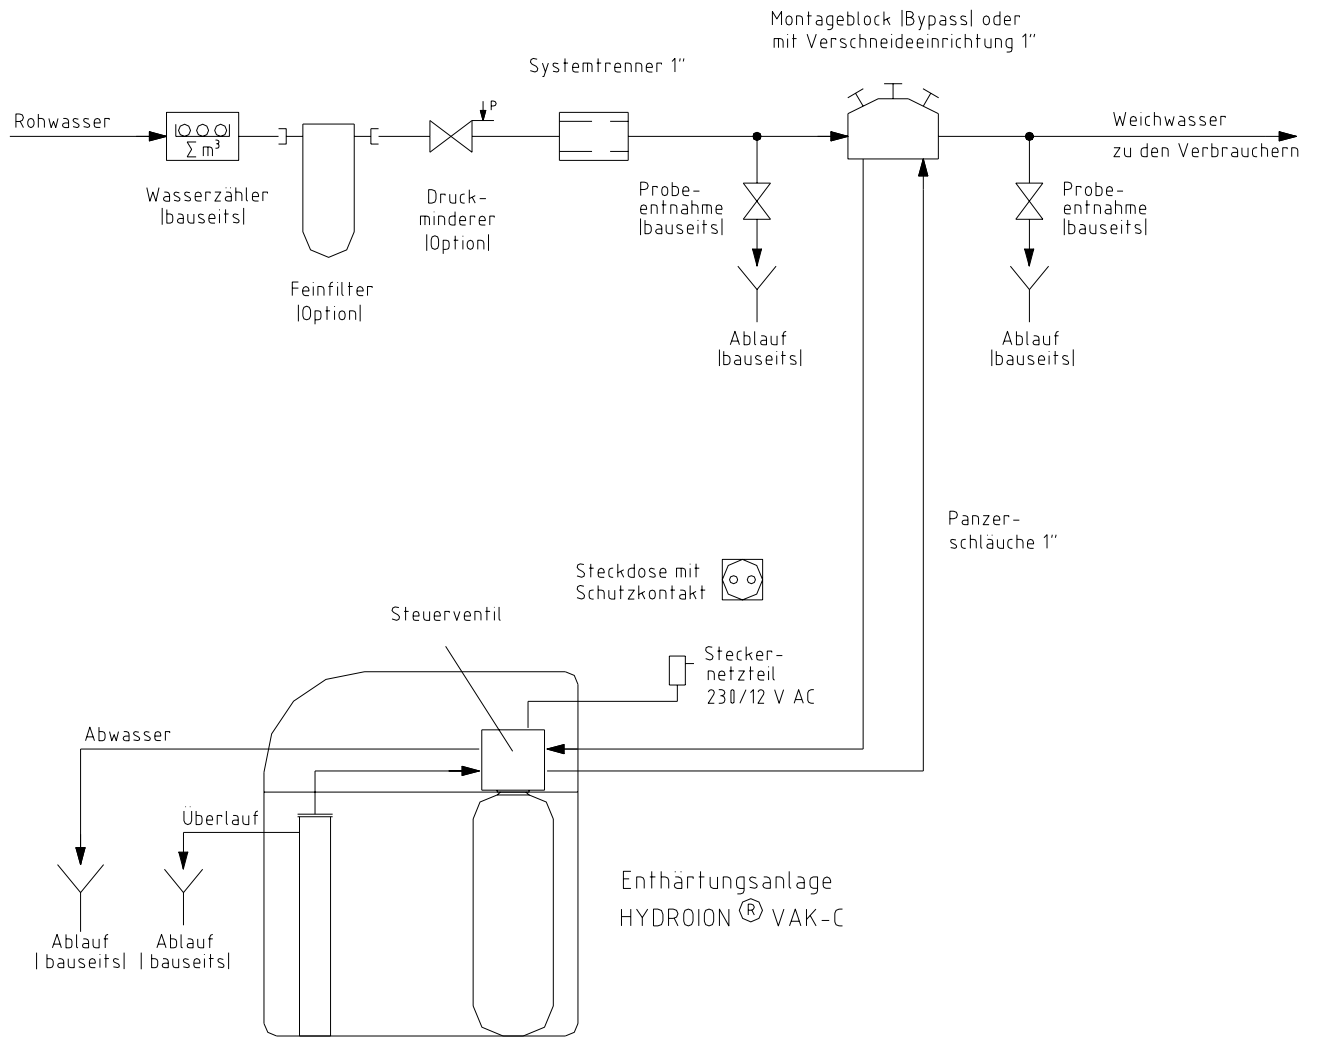 Montageblock |Bypass| oder
mit Verschneideeinrichtung 1"
Systemtrenner 1"
Rohwasser
P
Σ m³
Weichwasser
zu den Verbrauchern
Wasserzähler
|bauseits|
Druck-
minderer
|Option|
Probe-
entnahme
|bauseits|
Probe-
entnahme
|bauseits|
Feinfilter
|Option|
Ablauf
|bauseits|
Ablauf
|bauseits|
Panzer-
schläuche 1"
Steckdose mit
Schutzkontakt
Steuerventil
Stecker-
netzteil
230/12 V AC
Abwasser
Überlauf
Enthärtungsanlage
HYDROION ® VAK-C
Ablauf
| bauseits|
Ablauf
| bauseits|